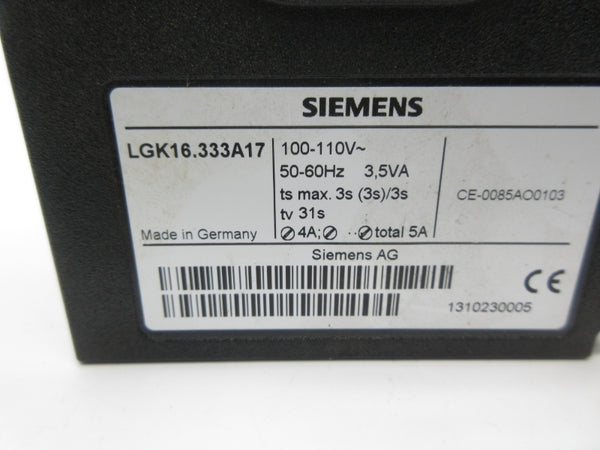 SIEMENS
LGK16.333A17
100-110V~
50-60Hz 3,5VA
ts max. 3s (3s)/3s
tv 31s
4A; ·· total 5A
CE-0085AO0103
Made in Germany
Siemens AG
CE
1310230005